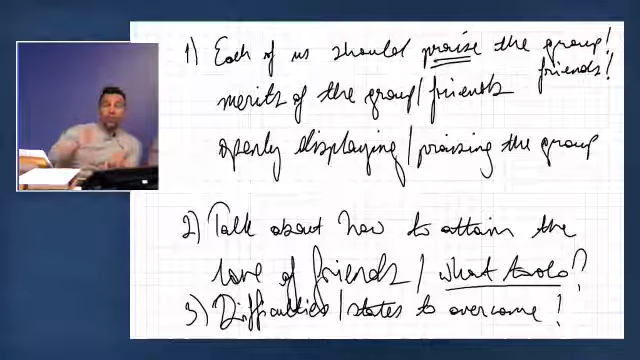 1) Each of us should praise the group!
friends!
merits of the group/friends
openly displaying/praising the group
2) Talk about how to attain the
love of friends/what tools?
3) Difficulties/states to overcome!